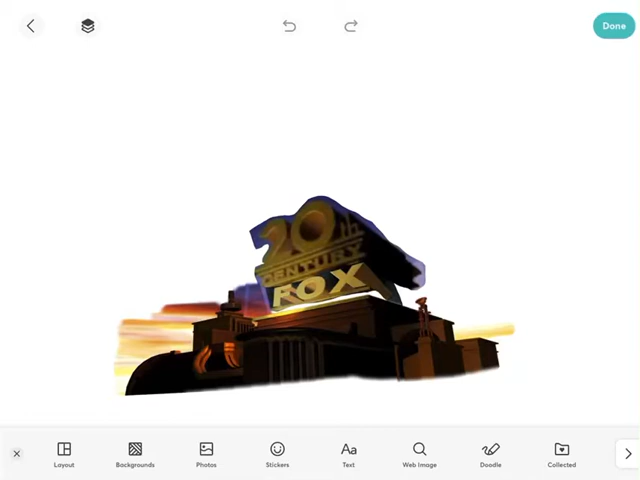 Done
20th
CENTURY
FOX
Layout
Backgrounds
Photos
Stickers
Aa
Text
Web Image
Doodle
Collected